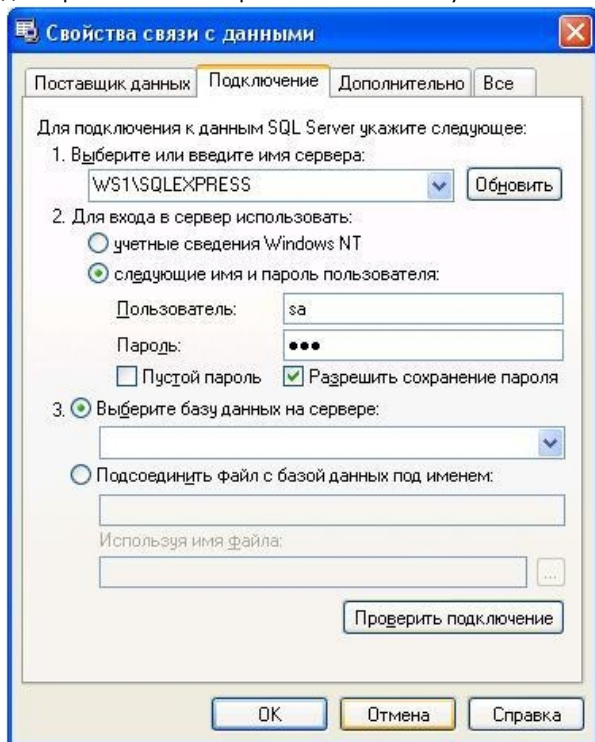 Свойства связи с данными
Поставщик данных Подключение Дополнительно Все
Для подключения к данным SQL Server укажите следующее:
1. Выберите или введите имя сервера:
WS1\SQLEXPRESS Обновить
2. Для входа в сервер использовать:
учетные сведения Windows NT
следующие имя и пароль пользователя:
Пользователь: sa
Пароль: ●●●
Пустой пароль Разрешить сохранение пароля
3. Выберите базу данных на сервере:
Подсоединить файл с базой данных под именем:
Используя имя файла:
...
Проверить подключение
OK Отмена Справка